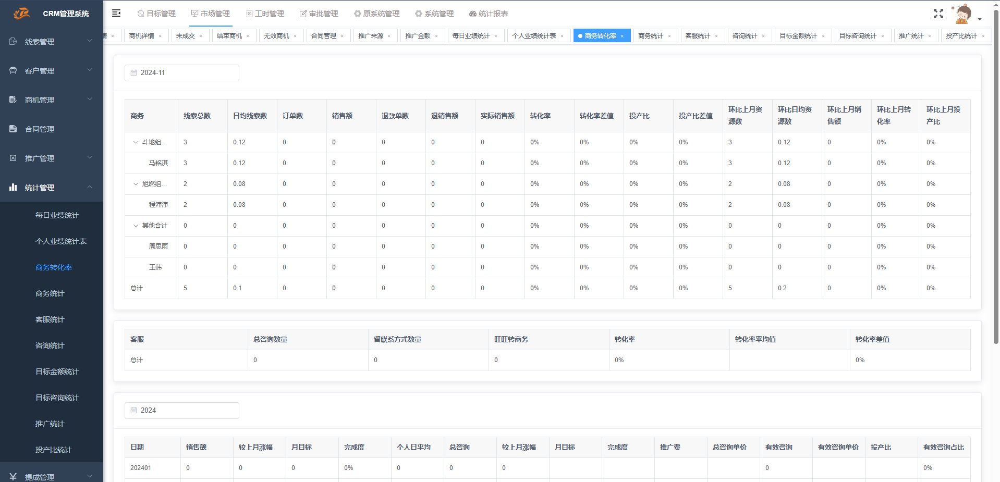 CRM管理系统
目标管理 市场管理 工时管理 审批管理 原系统管理 系统管理 统计报表
情 × 商机详情 × 未成交 × 结束商机 × 无效商机 × 合同管理 × 推广来源 × 推广金额 × 每日业绩统计 × 个人业绩统计表 × 商务转化率 × 商务统计 × 客服统计 × 咨询统计 × 目标金额统计 × 目标咨询统计 × 推广统计 × 投产比统计 ×
线索管理
客户管理
商机管理
合同管理
推广管理
统计管理
每日业绩统计
个人业绩统计表
商务转化率
商务统计
客服统计
咨询统计
目标金额统计
目标咨询统计
推广统计
投产比统计
提成管理
2024-11
商务 线索总数 日均线索数 订单数 销售额 退款单数 退销售额 实际销售额 转化率 转化率差值 投产比 投产比差值 环比上月资源数 环比日均资源数 环比上月销售额 环比上月转化率 环比上月投产比
斗地组... 3 0.12 0 0 0 0 0 0% 0% 0% 0% 3 0.12 0 0% 0%
马铭淇 3 0.12 0 0 0 0 0 0% 0% 0% 0% 3 0.12 0 0% 0%
旭燃组... 2 0.08 0 0 0 0 0 0% 0% 0% 0% 2 0.08 0 0% 0%
程沛沛 2 0.08 0 0 0 0 0 0% 0% 0% 0% 2 0.08 0 0% 0%
其他合计 0 0 0 0 0 0 0 0% 0% 0% 0% 0 0 0 0% 0%
周思雨 0 0 0 0 0 0 0 0% 0% 0% 0% 0 0 0 0% 0%
王韩 0 0 0 0 0 0 0 0% 0% 0% 0% 0 0 0 0% 0%
总计 5 0.1 0 0 0 0 0 0% 0% 0% 0% 5 0.2 0 0% 0%
客服 总咨询数量 留联系方式数量 旺旺转商务 转化率 转化率平均值 转化率差值
总计 0 0 0 0% 0%
2024
日期 销售额 较上月涨幅 月目标 完成度 个人日平均 总咨询 较上月涨幅 月目标 完成度 推广费 总咨询单价 有效咨询 有效咨询单价 投产比 有效咨询占比
202401 0 0 0 0% 0 0 0 0 0%